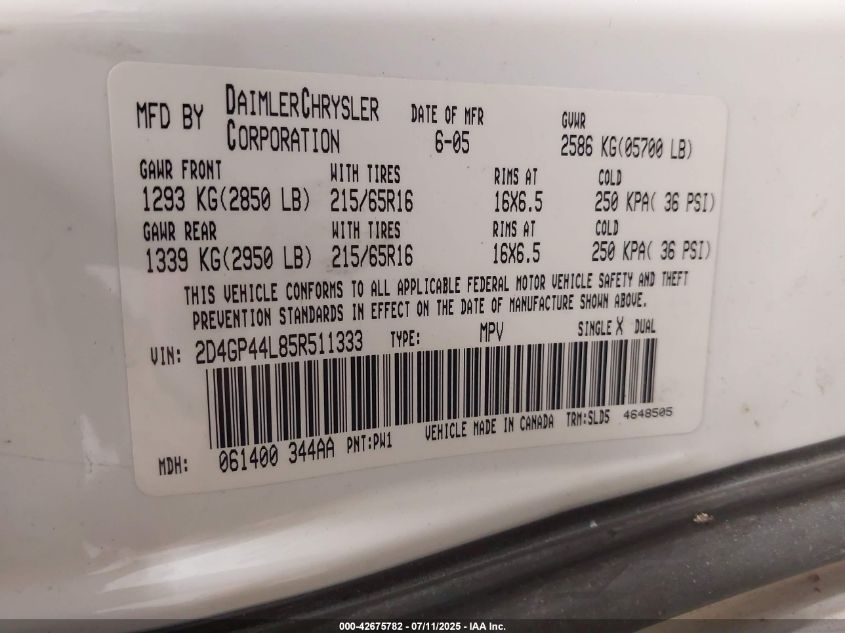 MFD BY DAIMLERCHRYSLER CORPORATION DATE OF MFR 6-05 GVWR 2586 KG(05700 LB)
GAWR FRONT WITH TIRES RIMS AT COLD
1293 KG(2850 LB) 215/65R16 16X6.5 250 KPA( 36 PSI)
GAWR REAR WITH TIRES RIMS AT COLD
1339 KG(2950 LB) 215/65R16 16X6.5 250 KPA( 36 PSI)
THIS VEHICLE CONFORMS TO ALL APPLICABLE FEDERAL MOTOR VEHICLE SAFETY AND THEFT
PREVENTION STANDARDS IN EFFECT ON THE DATE OF MANUFACTURE SHOWN ABOVE.
VIN: 2D4GP44L85R511333 TYPE: MPV SINGLE X DUAL
MDH: 061400 344AA PNT:PW1 VEHICLE MADE IN CANADA TRM:SLD5 4648505
000-42675782 - 07/11/2025 - IAA Inc.